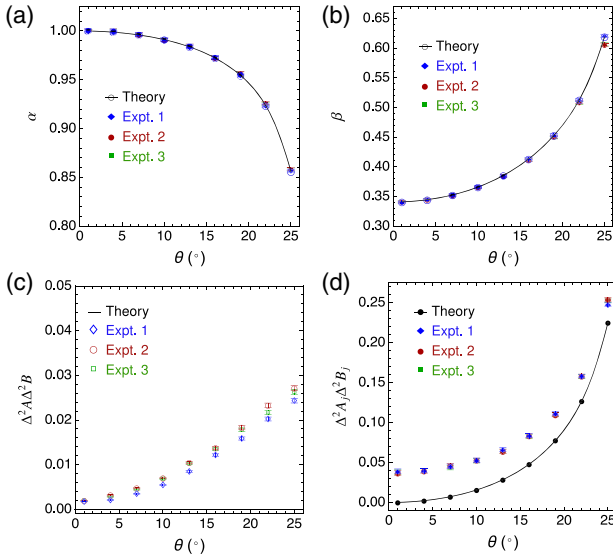 (a)
1.00
0.95
0.90
0.85
0.80
α
Theory
Expt. 1
Expt. 2
Expt. 3
0 5 10 15 20 25
θ (°)
(b)
0.60
0.55
0.50
0.45
0.40
0.35
0.30
β
Theory
Expt. 1
Expt. 2
Expt. 3
0 5 10 15 20 25
θ (°)
(c)
0.05
0.04
0.03
0.02
0.01
0.00
Δ²AΔ²B
Theory
Expt. 1
Expt. 2
Expt. 3
0 5 10 15 20 25
θ (°)
(d)
0.25
0.20
0.15
0.10
0.05
0.00
Δ²AⱼΔ²Bⱼ
Theory
Expt. 1
Expt. 2
Expt. 3
0 5 10 15 20 25
θ (°)